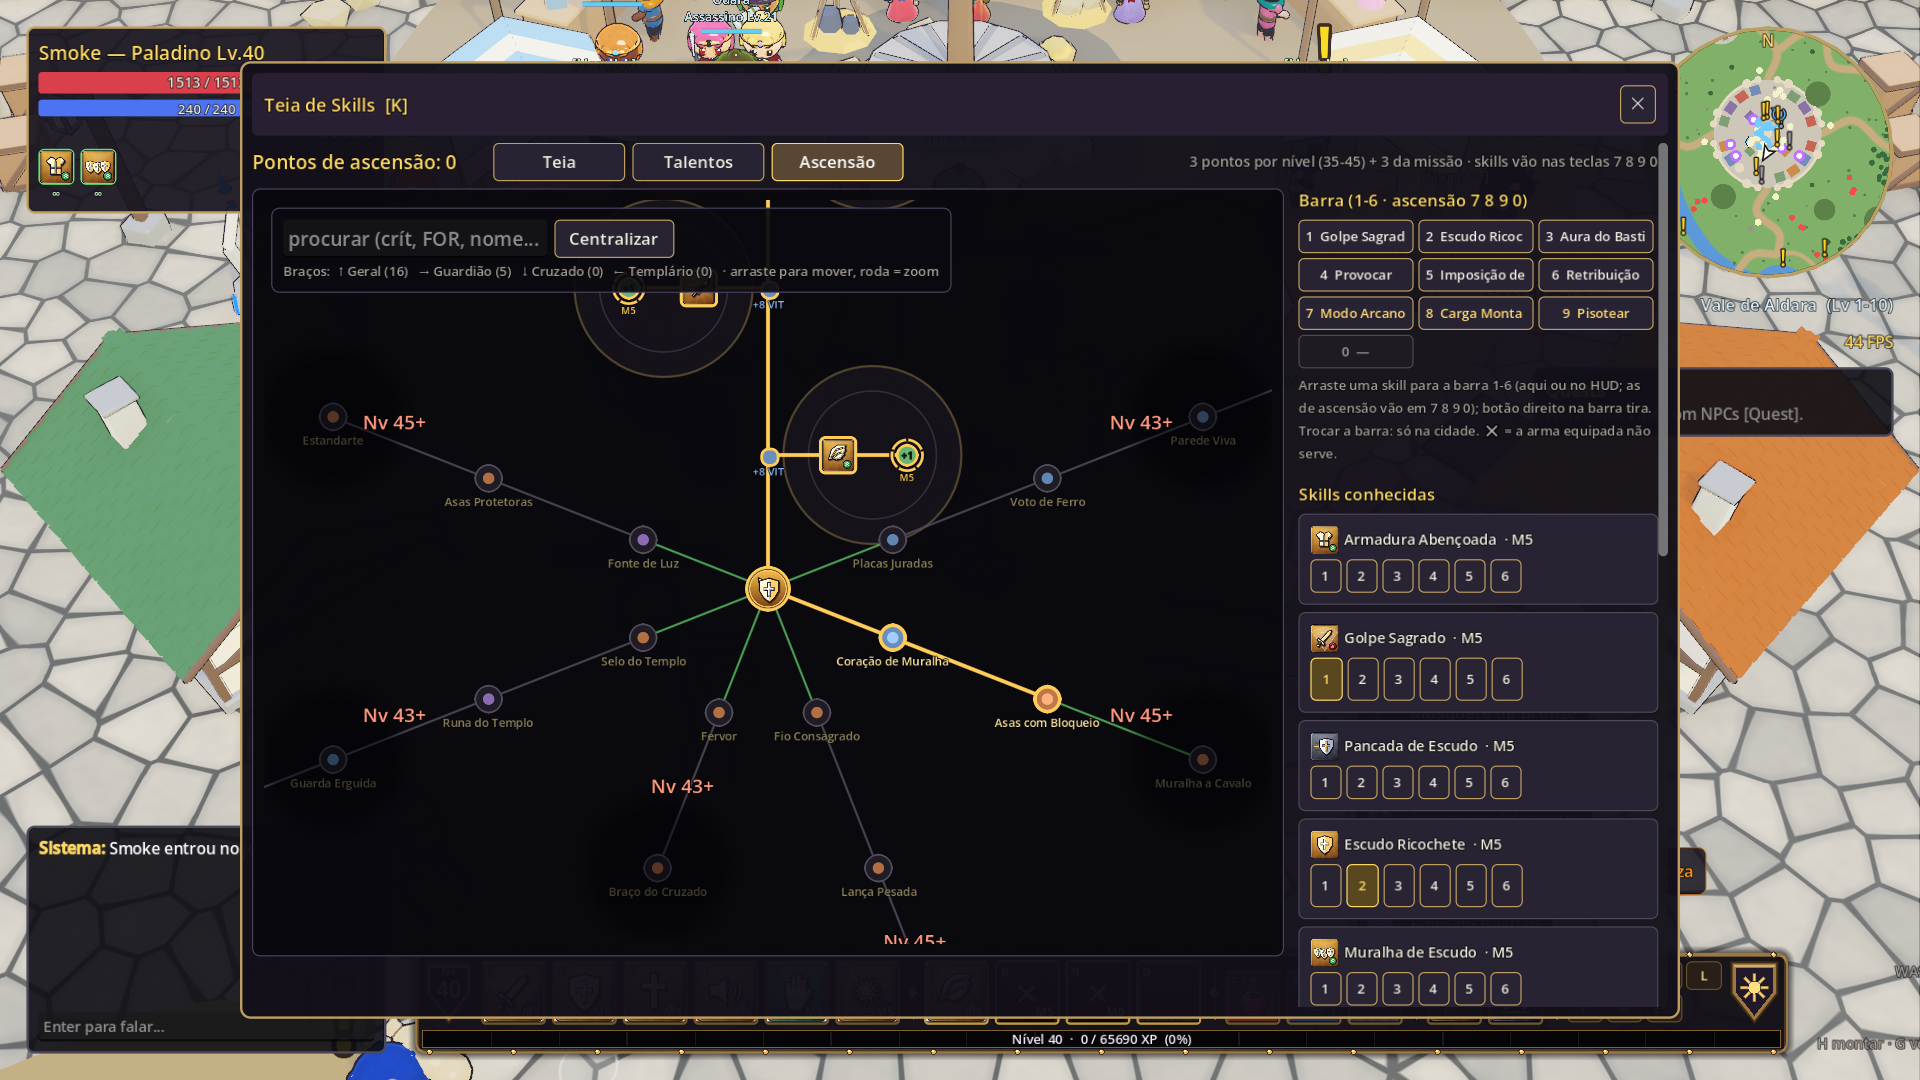 Odara
Assassino Lv.21
Smoke — Paladino Lv.40
1513 / 151
240 / 240
∞ ∞
N
Teia de Skills [K]
Pontos de ascensão: 0
Teia
Talentos
Ascensão
3 pontos por nível (35-45) + 3 da missão · skills vão nas teclas 7 8 9 0
procurar (crít, FOR, nome...
Centralizar
Braços: ↑ Geral (16) → Guardião (5) ↓ Cruzado (0) ← Templário (0) · arraste para mover, roda = zoom
M5
+8 VIT
+8 VIT
+1
M5
Nv 45+
Estandarte
Asas Protetoras
Fonte de Luz
Nv 43+
Parede Viva
Voto de Ferro
Placas Juradas
Selo do Templo
Coração de Muralha
Nv 43+
Runa do Templo
Fervor
Fio Consagrado
Asas com Bloqueio
Nv 45+
Guarda Erguida
Nv 43+
Muralha a Cavalo
Braço do Cruzado
Lança Pesada
Nv 45+
Barra (1-6 · ascensão 7 8 9 0)
1 Golpe Sagrad
2 Escudo Ricoc
3 Aura do Basti
4 Provocar
5 Imposição de
6 Retribuição
7 Modo Arcano
8 Carga Monta
9 Pisotear
0 —
Arraste uma skill para a barra 1-6 (aqui ou no HUD; as
de ascensão vão em 7 8 9 0); botão direito na barra tira.
Trocar a barra: só na cidade. ✕ = a arma equipada não
serve.
Skills conhecidas
Armadura Abençoada · M5
1 2 3 4 5 6
Golpe Sagrado · M5
1 2 3 4 5 6
Pancada de Escudo · M5
1 2 3 4 5 6
Escudo Ricochete · M5
1 2 3 4 5 6
Muralha de Escudo · M5
1 2 3 4 5 6
Vale de Aldara (Lv 1-10)
44 FPS
om NPCs [Quest].
za
Sistema: Smoke entrou no
Enter para falar...
40
L
WA
Nível 40 · 0 / 65690 XP (0%)
H montar · G v